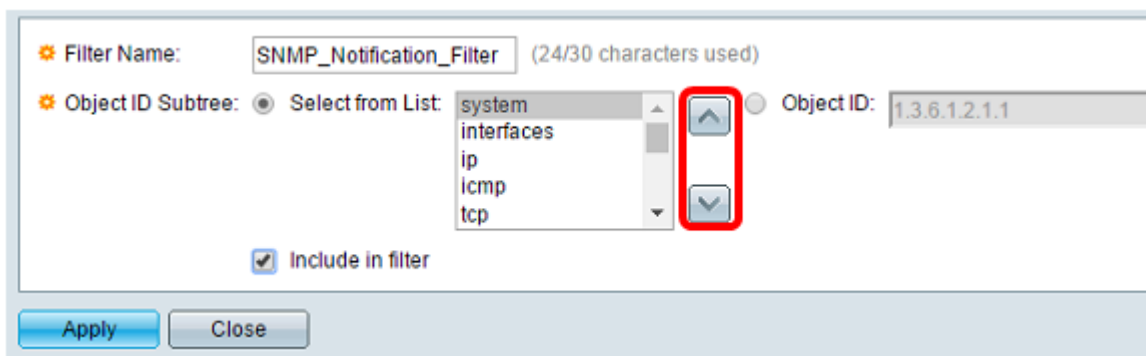 Filter Name: SNMP_Notification_Filter (24/30 characters used)
Object ID Subtree: Select from List: system Object ID: 1.3.6.1.2.1.1
interfaces
ip
icmp
tcp
Include in filter
Apply Close